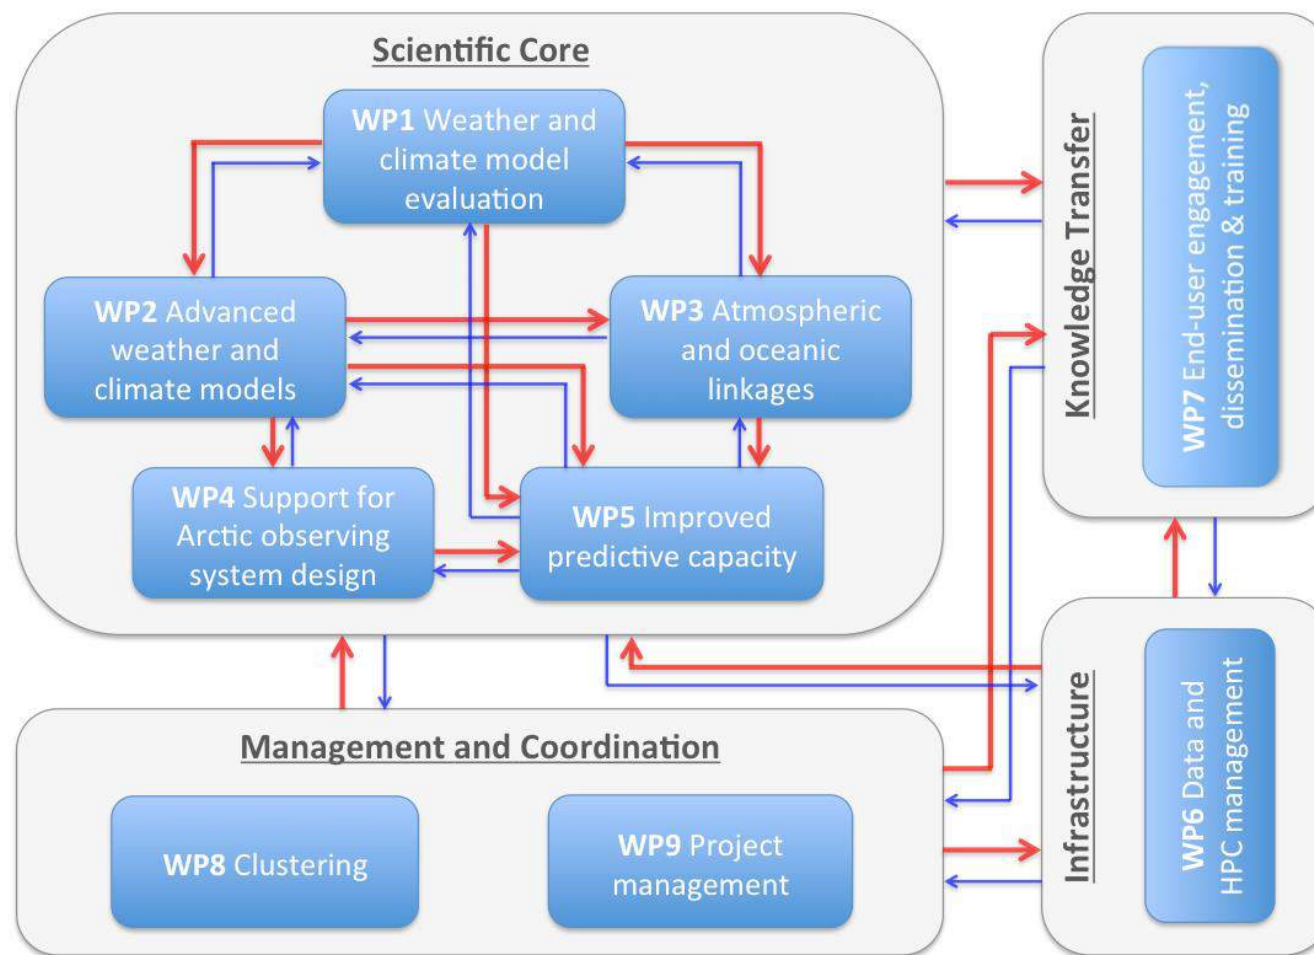 Scientific Core
WP1 Weather and
climate model
evaluation
WP2 Advanced
weather and
climate models
WP3 Atmospheric
and oceanic
linkages
WP4 Support for
Arctic observing
system design
WP5 Improved
predictive capacity
Knowledge Transfer
WP7 End-user engagement,
dissemination & training
Management and Coordination
WP8 Clustering
WP9 Project
management
Infrastructure
WP6 Data and
HPC management